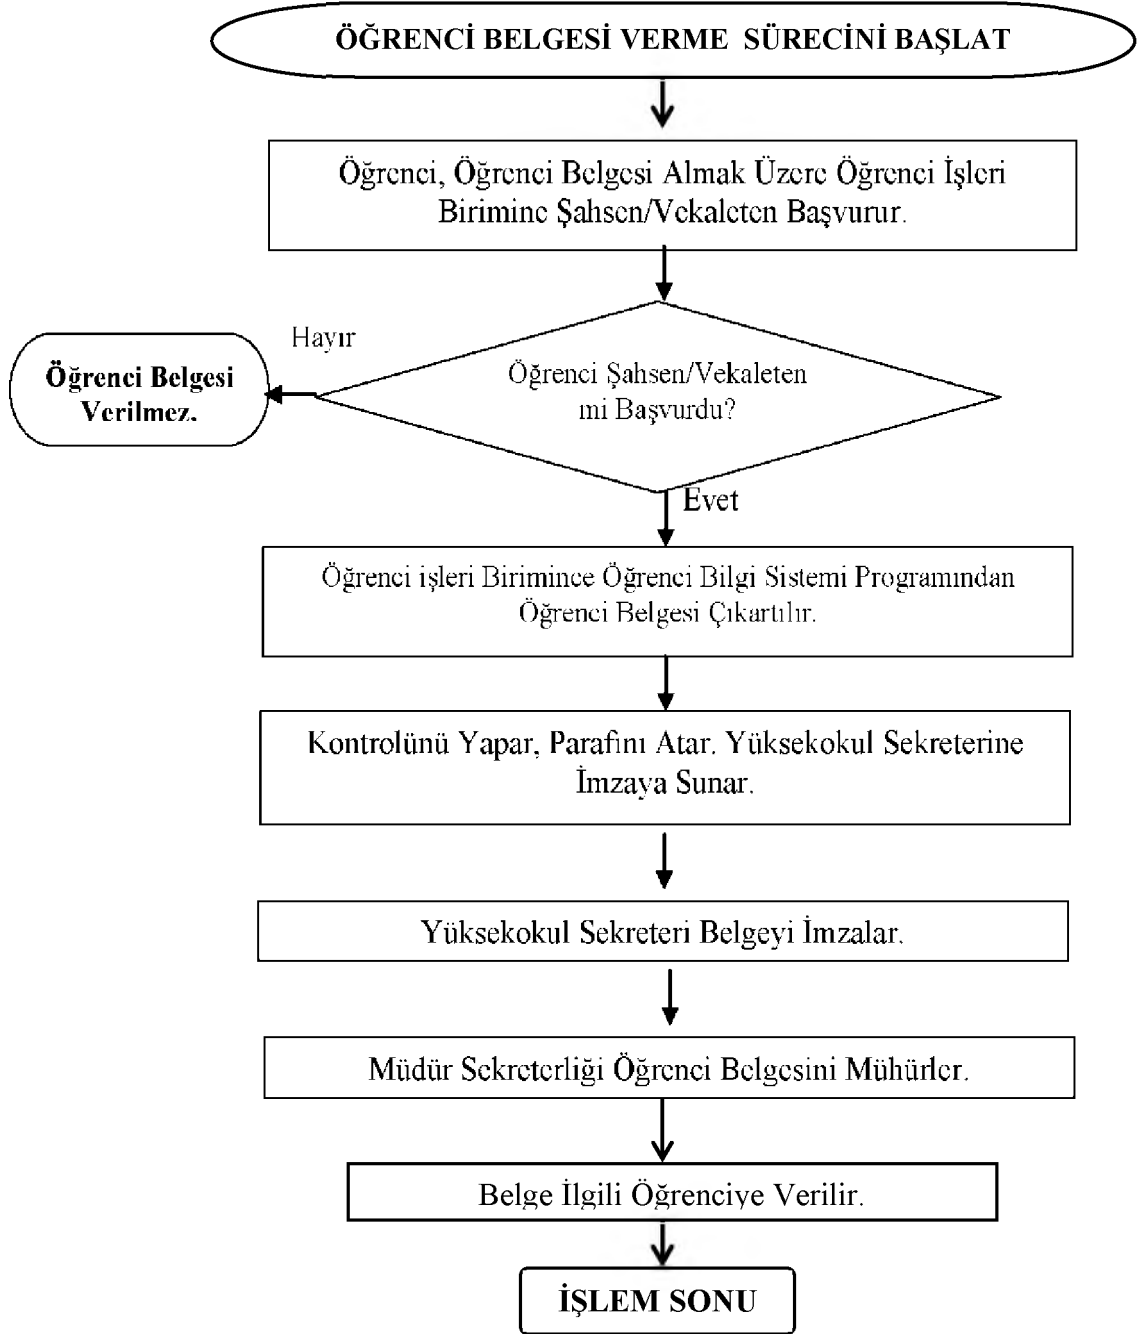 ÖĞRENCİ BELGESİ VERME SÜRECİNİ BAŞLAT
Öğrenci, Öğrenci Belgesi Almak Üzere Öğrenci İşleri
Birimine Şahsen/Vekaleten Başvurur.
Hayır
Öğrenci Belgesi
Verilmez.
Öğrenci Şahsen/Vekaleten
mi Başvurdu?
Evet
Öğrenci işleri Birimince Öğrenci Bilgi Sistemi Programından
Öğrenci Belgesi Çıkartılır.
Kontrolünü Yapar, Parafını Atar. Yüksekokul Sekreterine
İmzaya Sunar.
Yüksekokul Sekreteri Belgeyi İmzalar.
Müdür Sekreterliği Öğrenci Belgesini Mühürler.
Belge İlgili Öğrenciye Verilir.
İŞLEM SONU